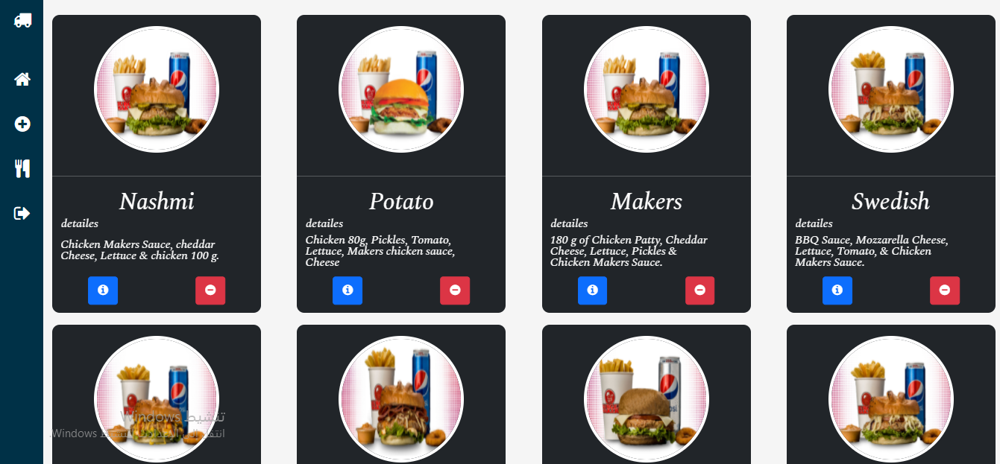 Nashmi
detailes
Chicken Makers Sauce, cheddar
Cheese, Lettuce & chicken 100 g.
Potato
detailes
Chicken 80g, Pickles, Tomato,
Lettuce, Makers chicken sauce,
Cheese
Makers
detailes
180 g of Chicken Patty, Cheddar
Cheese, Lettuce, Pickles &
Chicken Makers Sauce.
Swedish
detailes
BBQ Sauce, Mozzarella Cheese,
Lettuce, Tomato, & Chicken
Makers Sauce.
تنشيط Windows
انتقل إلى الإعدادات لتنشيط Windows.